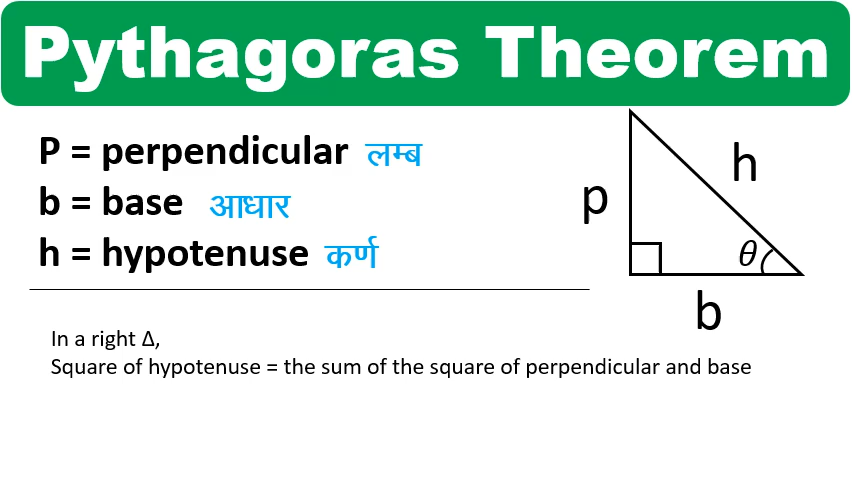 Pythagoras Theorem
P = perpendicular लम्ब
b = base आधार
h = hypotenuse कर्ण
p
h
θ
b
In a right Δ,
Square of hypotenuse = the sum of the square of perpendicular and base